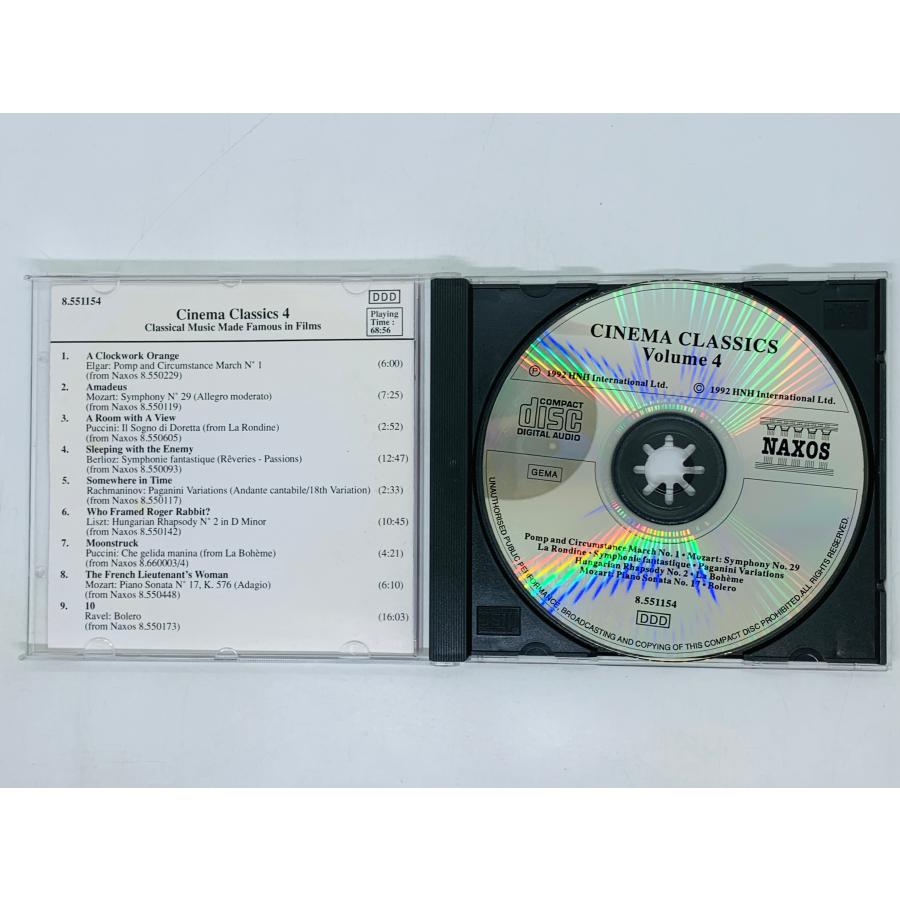 8.551154
DDD
Cinema Classics 4
Classical Music Made Famous in Films
Playing
Time :
68:56
1. A Clockwork Orange
Elgar: Pomp and Circumstance March N° 1 (6:00)
(from Naxos 8.550229)
2. Amadeus
Mozart: Symphony N° 29 (Allegro moderato) (7:25)
(from Naxos 8.550119)
3. A Room with A View
Puccini: Il Sogno di Doretta (from La Rondine) (2:52)
(from Naxos 8.550605)
4. Sleeping with the Enemy
Berlioz: Symphonie fantastique (Rêveries - Passions) (12:47)
(from Naxos 8.550093)
5. Somewhere in Time
Rachmaninov: Paganini Variations (Andante cantabile/18th Variation) (2:33)
(from Naxos 8.550117)
6. Who Framed Roger Rabbit?
Liszt: Hungarian Rhapsody N° 2 in D Minor (10:45)
(from Naxos 8.550142)
7. Moonstruck
Puccini: Che gelida manina (from La Bohème) (4:21)
(from Naxos 8.660003/4)
8. The French Lieutenant's Woman
Mozart: Piano Sonata N° 17, K. 576 (Adagio) (6:10)
(from Naxos 8.550448)
9. 10
Ravel: Bolero (16:03)
(from Naxos 8.550173)
CINEMA CLASSICS
Volume 4
℗ 1992 HNH International Ltd.
© 1992 HNH International Ltd.
COMPACT
disc
DIGITAL AUDIO
NAXOS
GEMA
Pomp and Circumstance March No. 1 • Mozart: Symphony No. 29
La Rondine • Symphonie fantastique • Paganini Variations
Hungarian Rhapsody No. 2 • La Bohème
Mozart: Piano Sonata No. 17 • Bolero
8.551154
DDD
UNAUTHORISED PUBLIC PERFORMANCE, BROADCASTING AND COPYING OF THIS COMPACT DISC PROHIBITED ALL RIGHTS RESERVED.